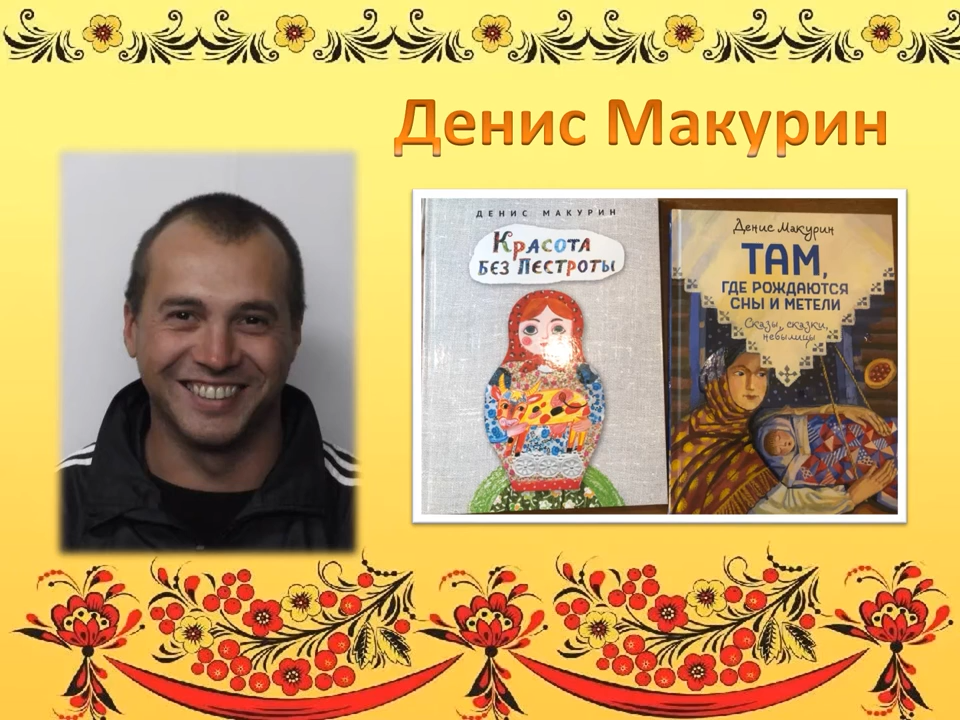 Денис Макурин
ДЕНИС МАКУРИН
КРАСОТА
БЕЗ ПЕСТРОТЫ
Денис Макурин
ТАМ,
ГДЕ РОЖДАЮТСЯ
СНЫ И МЕТЕЛИ
Сказы, сказки,
небылицы